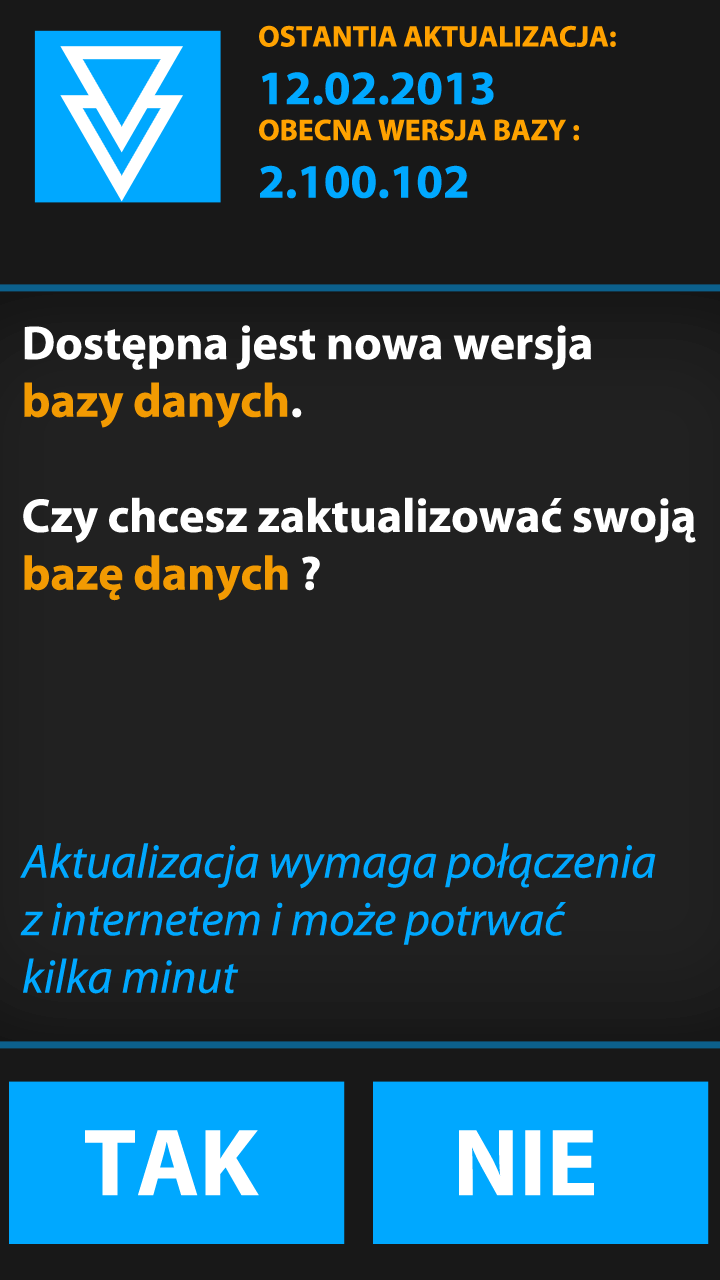 OSTANTIA AKTUALIZACJA:
12.02.2013
OBECNA WERSJA BAZY :
2.100.102
Dostępna jest nowa wersja
bazy danych.
Czy chcesz zaktualizować swoją
bazę danych ?
Aktualizacja wymaga połączenia
z internetem i może potrwać
kilka minut
TAK
NIE